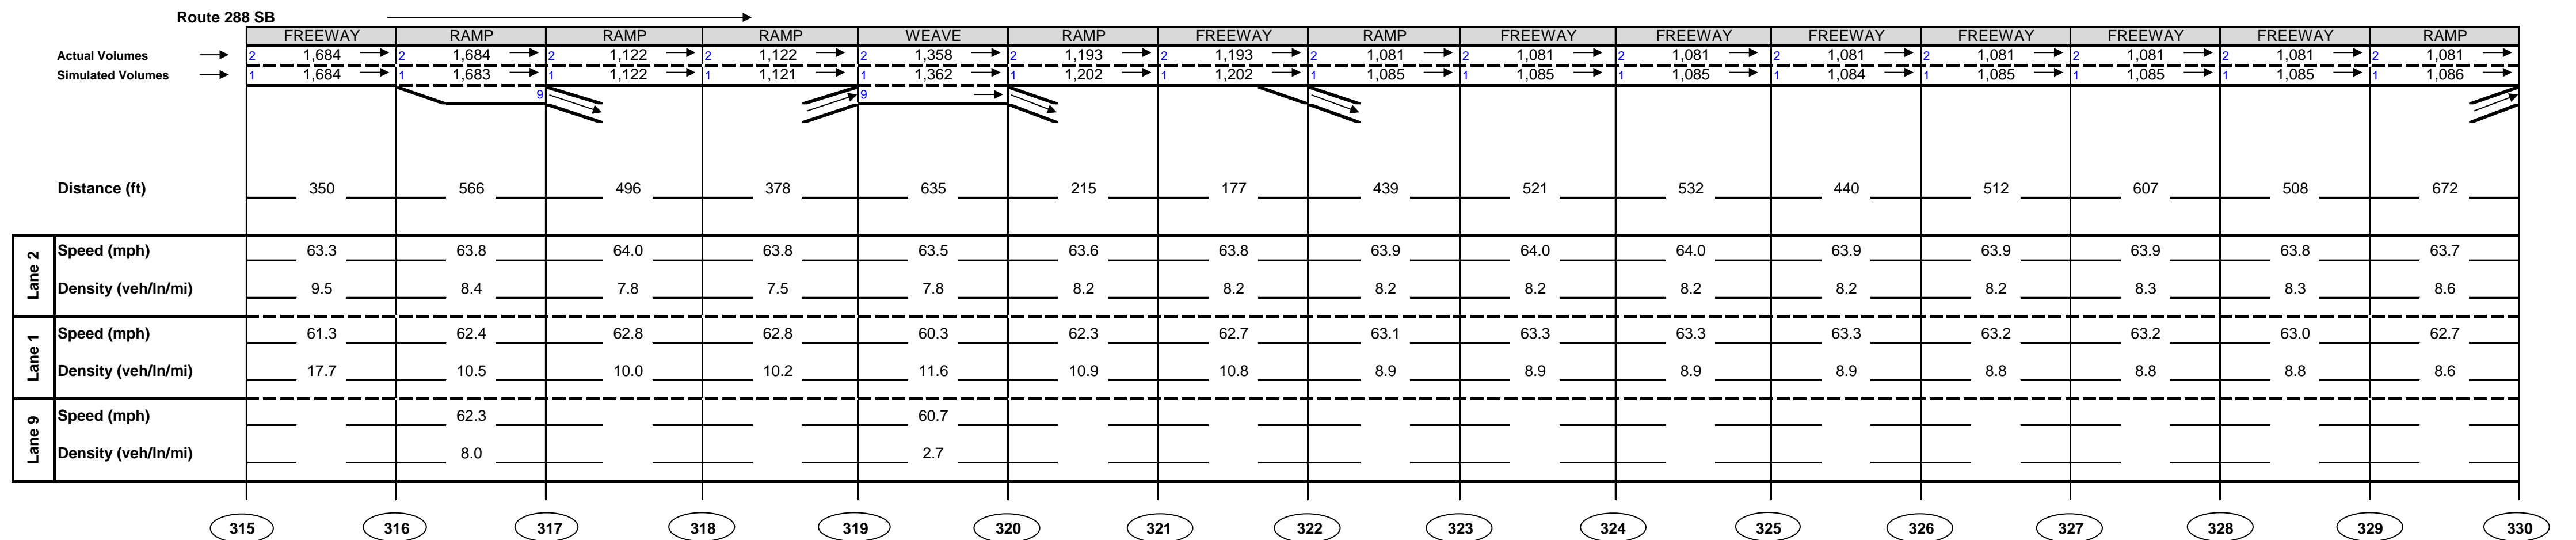 Route 288 SB
FREEWAY RAMP RAMP RAMP WEAVE RAMP FREEWAY RAMP FREEWAY FREEWAY FREEWAY FREEWAY FREEWAY FREEWAY RAMP
Actual Volumes 2 1,684 2 1,684 2 1,122 2 1,122 2 1,358 2 1,193 2 1,193 2 1,081 2 1,081 2 1,081 2 1,081 2 1,081 2 1,081 2 1,081 2 1,081
Simulated Volumes 1 1,684 1 1,683 1 1,122 1 1,121 1 1,362 1 1,202 1 1,202 1 1,085 1 1,085 1 1,085 1 1,084 1 1,085 1 1,085 1 1,085 1 1,086
9 9
Distance (ft) 350 566 496 378 635 215 177 439 521 532 440 512 607 508 672
Lane 2
Speed (mph) 63.3 63.8 64.0 63.8 63.5 63.6 63.8 63.9 64.0 64.0 63.9 63.9 63.9 63.8 63.7
Density (veh/ln/mi) 9.5 8.4 7.8 7.5 7.8 8.2 8.2 8.2 8.2 8.2 8.2 8.2 8.3 8.3 8.6
Lane 1
Speed (mph) 61.3 62.4 62.8 62.8 60.3 62.3 62.7 63.1 63.3 63.3 63.3 63.2 63.2 63.0 62.7
Density (veh/ln/mi) 17.7 10.5 10.0 10.2 11.6 10.9 10.8 8.9 8.9 8.9 8.9 8.8 8.8 8.8 8.6
Lane 9
Speed (mph) 62.3 60.7
Density (veh/ln/mi) 8.0 2.7
315 316 317 318 319 320 321 322 323 324 325 326 327 328 329 330